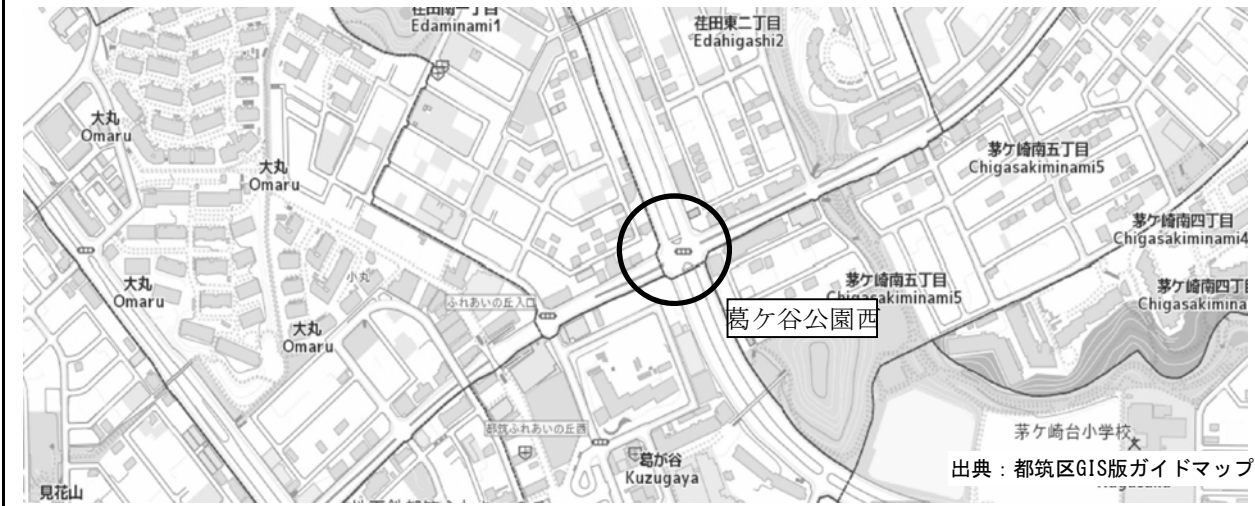 荏田南一丁目
Edaminami1
荏田東二丁目
Edahigashi2
大丸
Omaru
大丸
Omaru
茅ケ崎南五丁目
Chigasakiminami5
茅ケ崎南四丁目
Chigasakiminami4
大丸
Omaru
小丸
ふれあいの丘入口
茅ケ崎南五丁目
Chigasakiminami5
茅ケ崎南四丁目
Chigasakimina
葛ケ谷公園西
大丸
Omaru
都筑ふれあいの丘西
茅ケ崎台小学校
葛が谷
Kuzugaya
出典：都筑区GIS版ガイドマップ
見花山